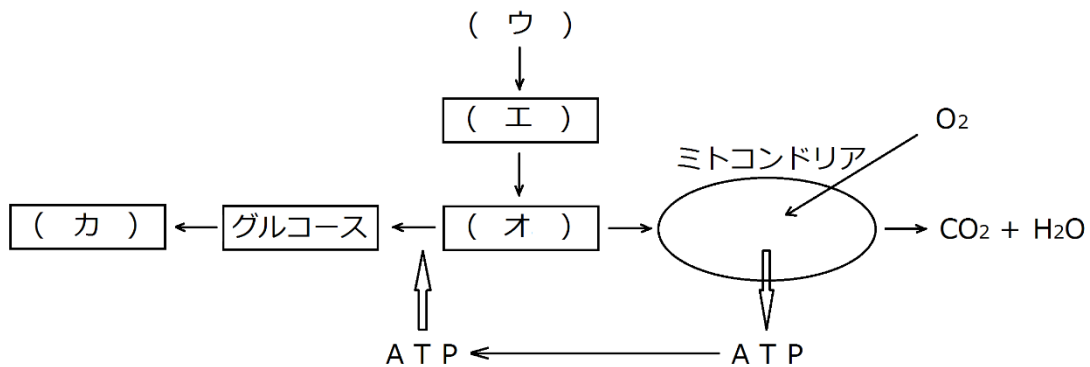 ( ウ )
( エ )
O2
ミトコンドリア
( カ )
グルコース
( オ )
CO2 + H2O
ATP
ATP